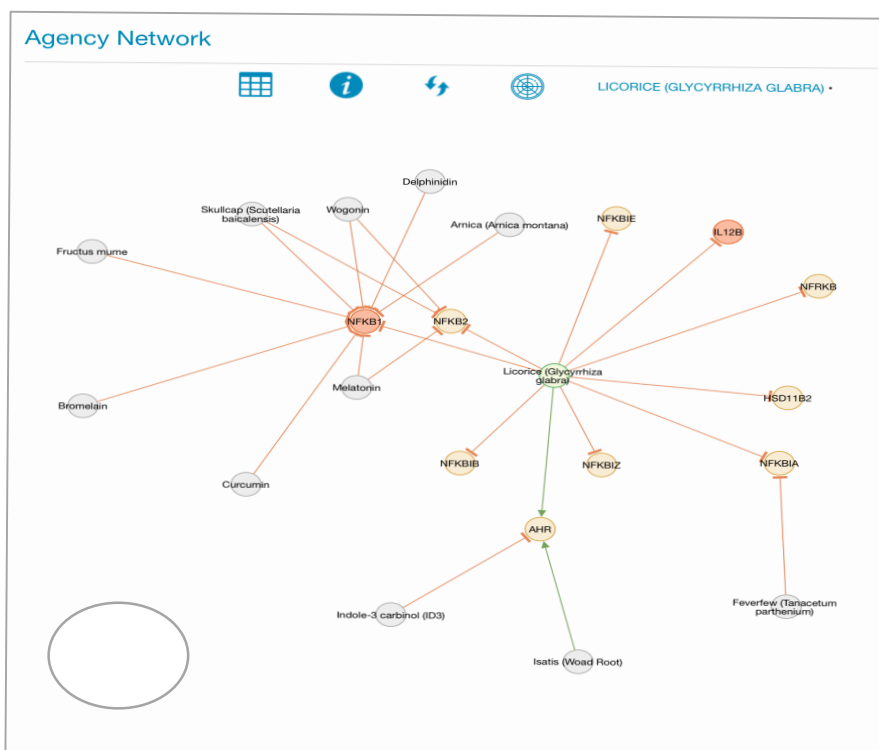 Agency Network
i
LICORICE (GLYCYRRHIZA GLABRA)
Delphinidin
Skullcap (Scutellaria
baicalensis)
Wogonin
Arnica (Arnica montana)
NFKBIE
IL12B
Fructus mume
NFRKB
NFKB1
NFKB2
Licorice (Glycyrrhiza
glabra)
Melatonin
HSD11B2
Bromelain
NFKBIB
NFKBIZ
NFKBIA
Curcumin
AHR
Indole-3 carbinol (ID3)
Feverfew (Tanacetum
parthenium)
Isatis (Woad Root)